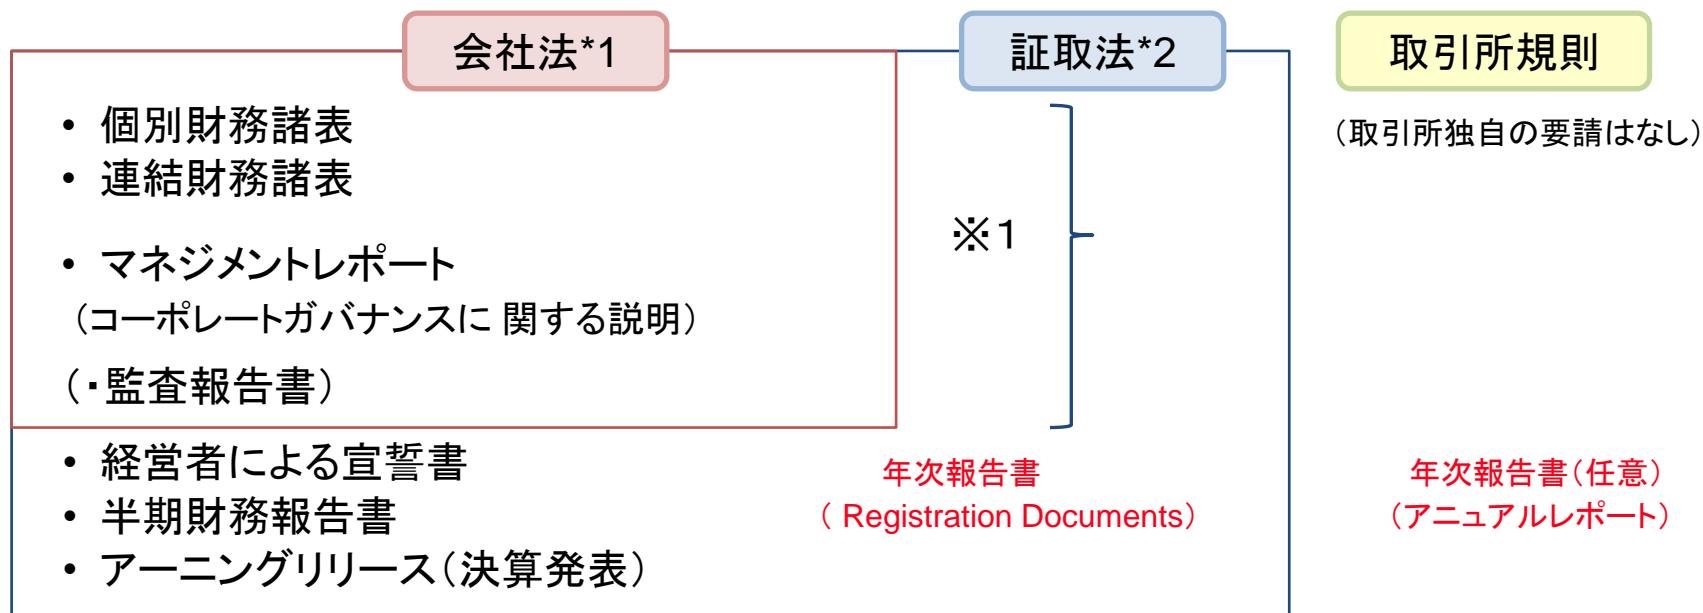 会社法*1
証取法*2
取引所規則
• 個別財務諸表
• 連結財務諸表
• マネジメントレポート
（コーポレートガバナンスに 関する説明）
（・監査報告書）
※1
（取引所独自の要請はなし）
• 経営者による宣誓書
• 半期財務報告書
• アーニングリリース（決算発表）
年次報告書
（ Registration Documents）
年次報告書（任意）
（アニュアルレポート）